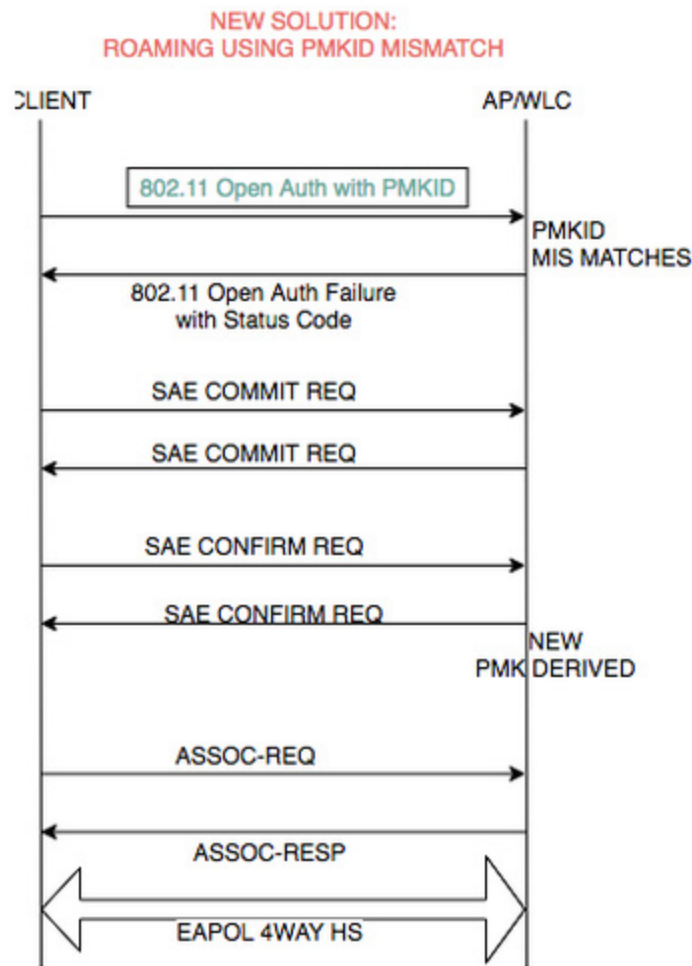 NEW SOLUTION:
ROAMING USING PMKID MISMATCH
CLIENT
AP/WLC
802.11 Open Auth with PMKID
PMKID
MIS MATCHES
802.11 Open Auth Failure
with Status Code
SAE COMMIT REQ
SAE COMMIT REQ
SAE CONFIRM REQ
SAE CONFIRM REQ
NEW
PMK DERIVED
ASSOC-REQ
ASSOC-RESP
EAPOL 4WAY HS